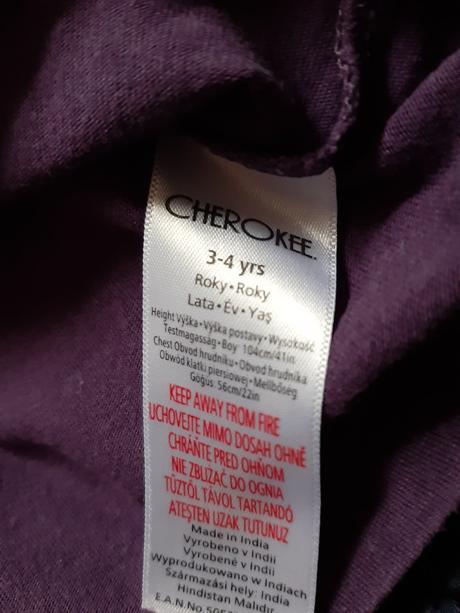 CHEROKEE.
3-4 yrs
Roky•Roky
Lata•Év•Yaş
Height Výška•Výška postavy•Wysokość
Testmagasság•Boy: 104cm/41in
Chest Obvod hrudníku•Obvod hrudníka
Obwód klatki piersiowej•Mellbőség
Göğüs: 56cm/22in
KEEP AWAY FROM FIRE
UCHOVEJTE MIMO DOSAH OHNĚ
CHRÁŇTE PRED OHŇOM
NIE ZBLIŻAĆ DO OGNIA
TŰZTŐL TÁVOL TARTANDÓ
ATEŞTEN UZAK TUTUNUZ
Made in India
Vyrobeno v Indii
Vyrobené v Indii
Wyprodukowano w Indiach
Származási hely: India
Hindistan Malıdır
E.A.N.No